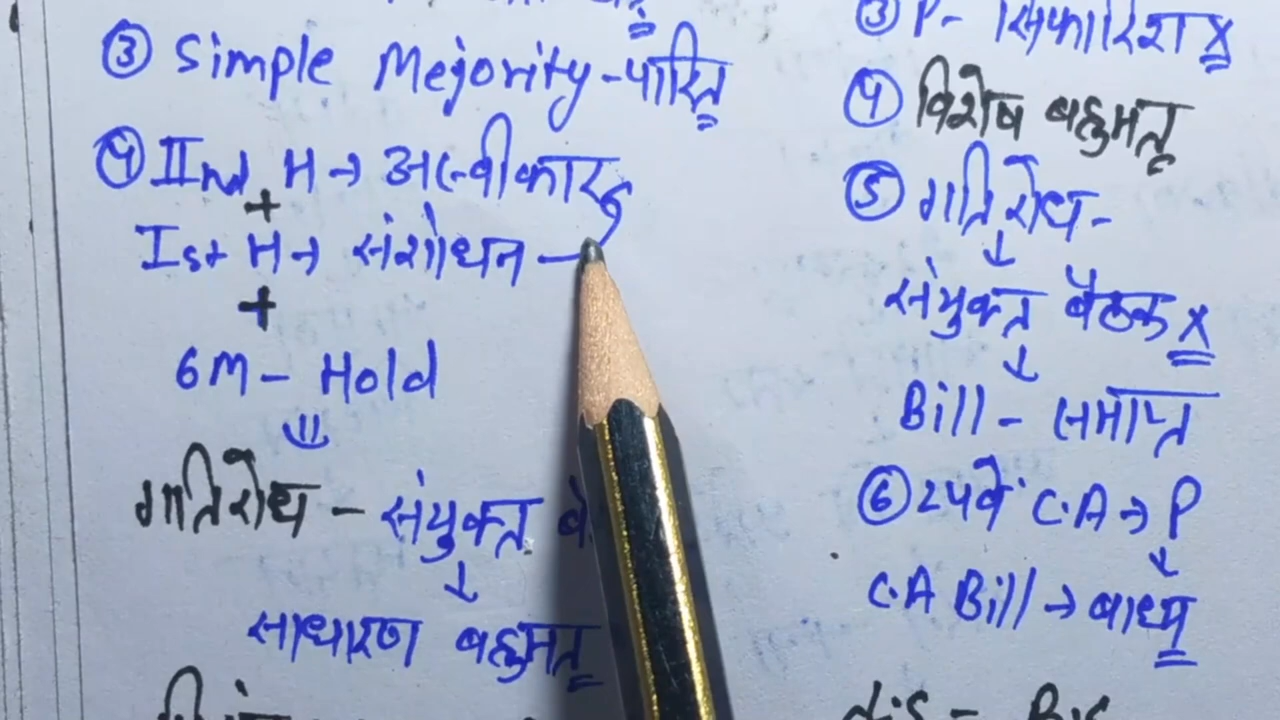 ③ Simple Mejority - पारित
④ IInd H → अस्वीकार
+
Ist H → संशोधन -
+
6M - Hold
गतिरोध - संयुक्त
↓
साधारण बहुमत
③ P - सिफारिश x
④ विशेष बहुमत
⑤ गतिरोध -
↓
संयुक्त बैठक x
↓
Bill - समाप्त
⑥ 24वे C.A → P
↓
C.A Bill → बाध्य